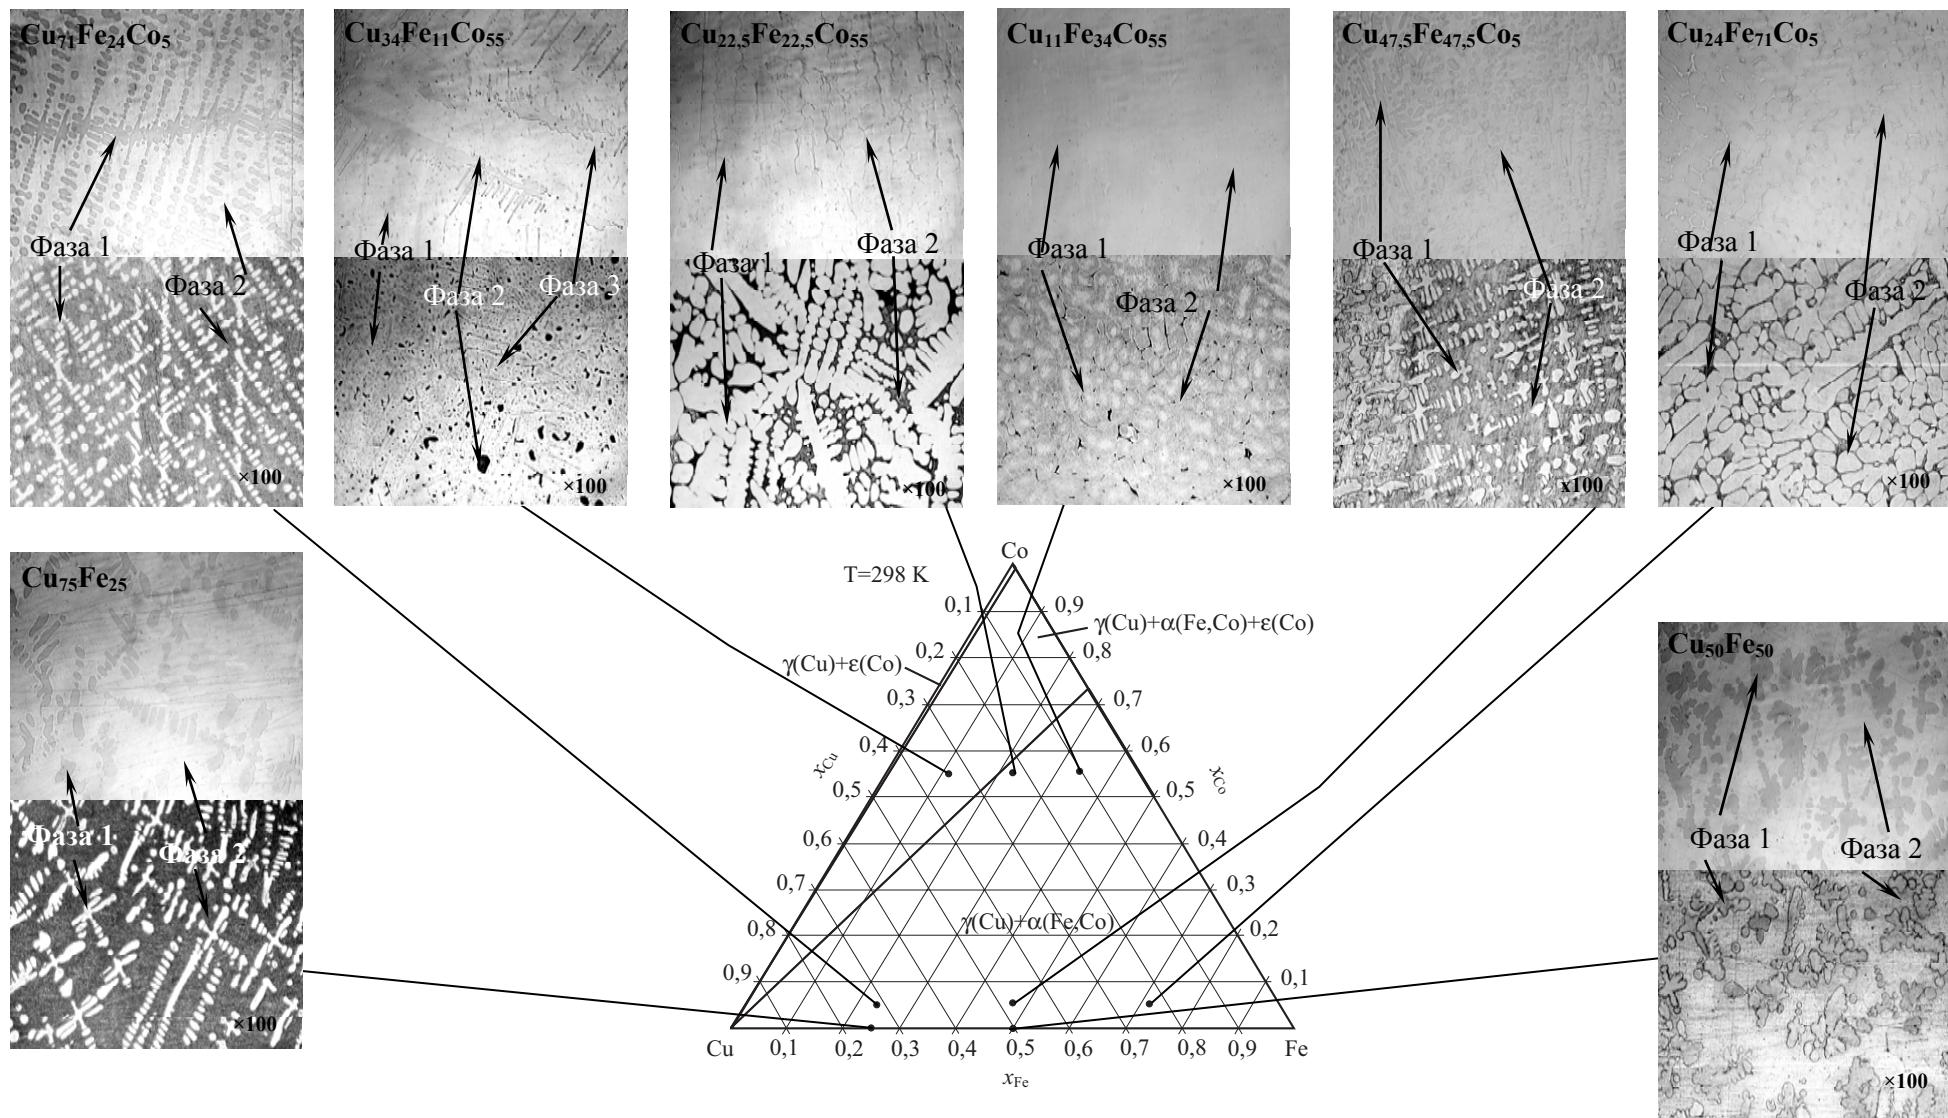 Cu₇₁Fe₂₄Co₅
Cu₃₄Fe₁₁Co₅₅
Cu₂₂,₅Fe₂₂,₅Co₅₅
Cu₁₁Fe₃₄Co₅₅
Cu₄₇,₅Fe₄₇,₅Co₅
Cu₂₄Fe₇₁Co₅
Фаза 1
Фаза 2
×100
Фаза 1
Фаза 2
Фаза 3
×100
Фаза 1
Фаза 2
×100
Фаза 1
Фаза 2
×100
Фаза 1
Фаза 2
x100
Фаза 1
Фаза 2
×100
Cu₇₅Fe₂₅
Фаза 1
Фаза 2
×100
T=298 K
Co
0,1
0,9
γ(Cu)+α(Fe,Co)+ε(Co)
0,2
0,8
γ(Cu)+ε(Co)
0,3
0,7
0,4
0,6
xCu
xCo
0,5
0,5
0,6
0,4
0,7
0,3
γ(Cu)+α(Fe,Co)
0,8
0,2
0,9
0,1
Cu
0,1
0,2
0,3
0,4
0,5
0,6
0,7
0,8
0,9
Fe
xFe
Cu₅₀Fe₅₀
Фаза 1
Фаза 2
×100